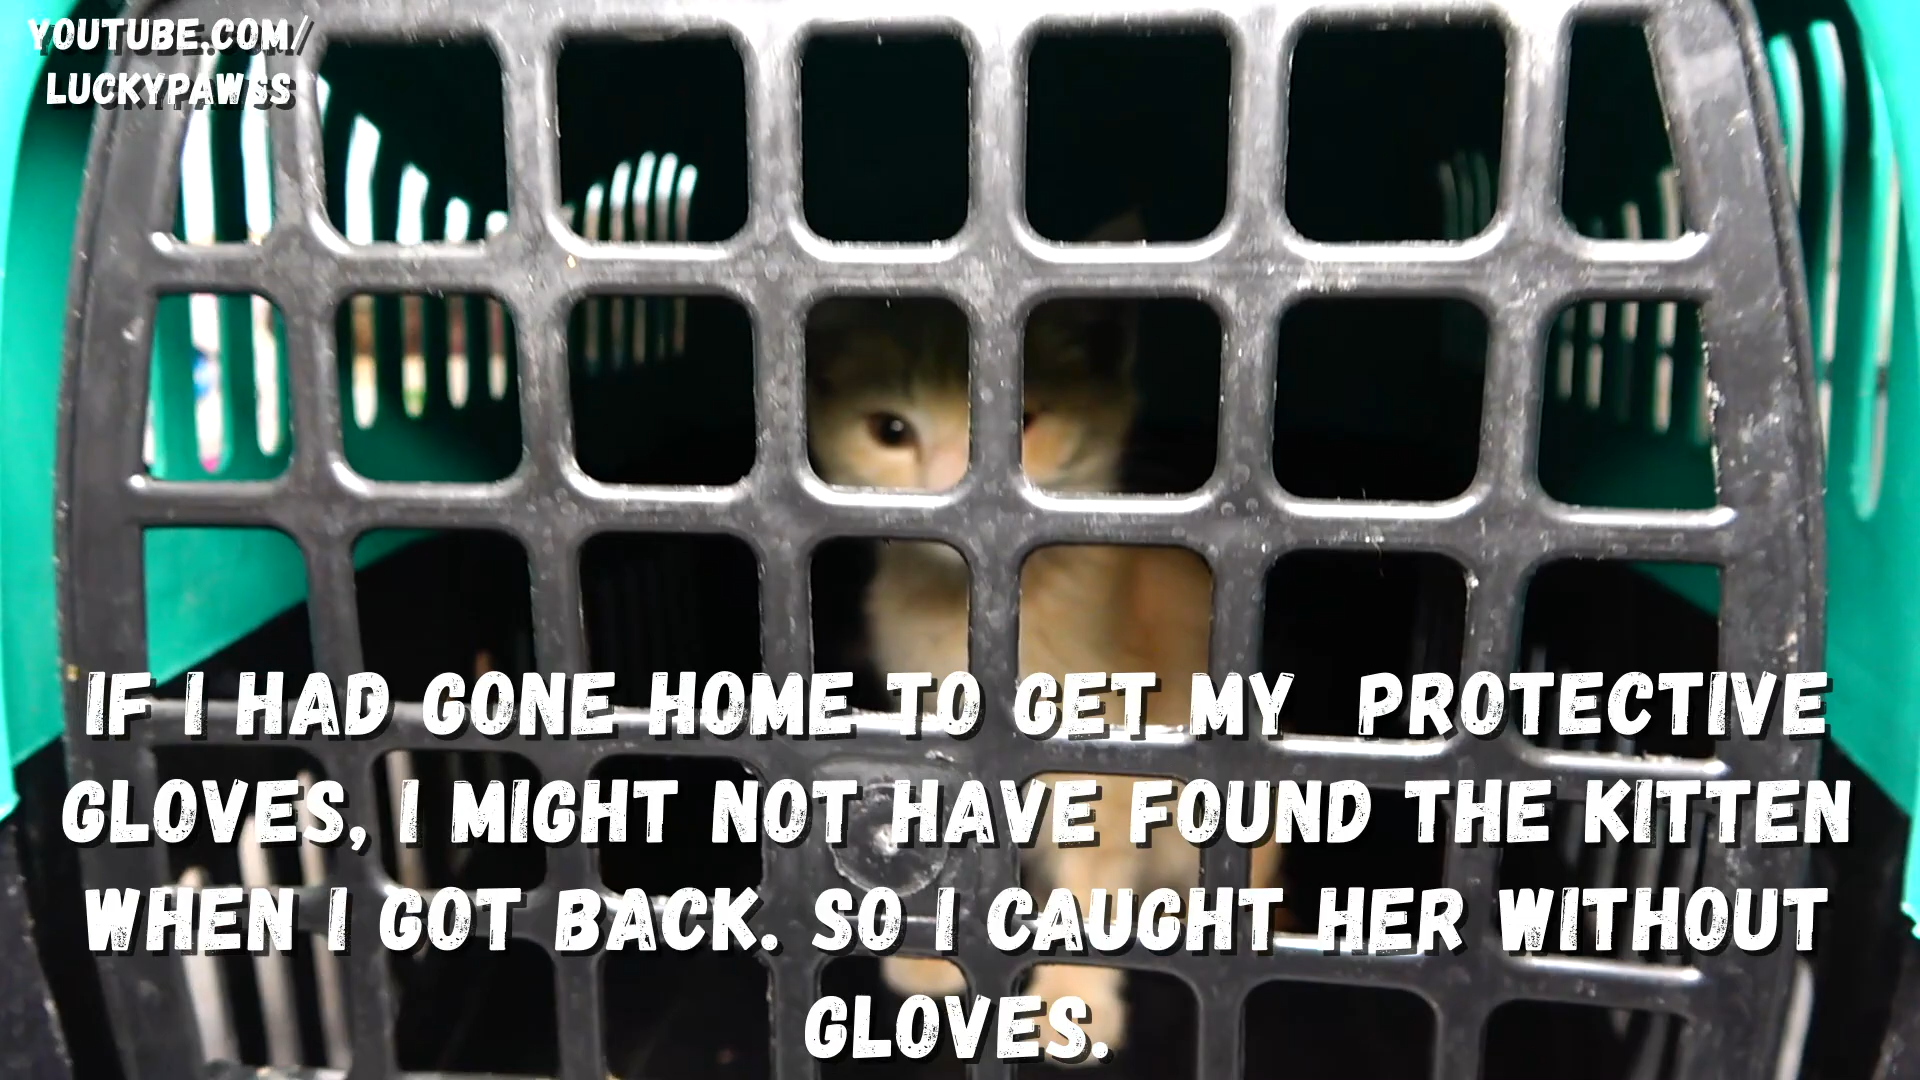 YOUTUBE.COM/
LUCKYPAWSS
IF I HAD GONE HOME TO GET MY PROTECTIVE
GLOVES, I MIGHT NOT HAVE FOUND THE KITTEN
WHEN I GOT BACK. SO I CAUGHT HER WITHOUT
GLOVES.